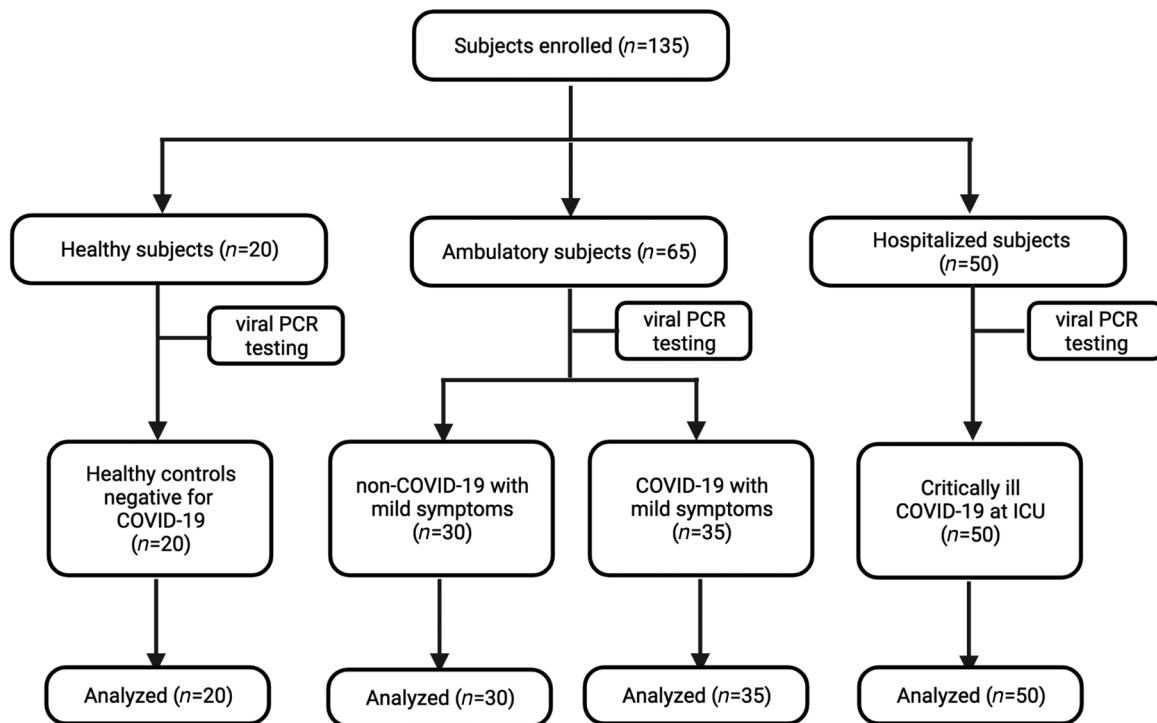 Subjects enrolled (n=135)
Healthy subjects (n=20)
Ambulatory subjects (n=65)
Hospitalized subjects
(n=50)
viral PCR
testing
viral PCR
testing
viral PCR
testing
Healthy controls
negative for
COVID-19
(n=20)
non-COVID-19 with
mild symptoms
(n=30)
COVID-19 with
mild symptoms
(n=35)
Critically ill
COVID-19 at ICU
(n=50)
Analyzed (n=20)
Analyzed (n=30)
Analyzed (n=35)
Analyzed (n=50)